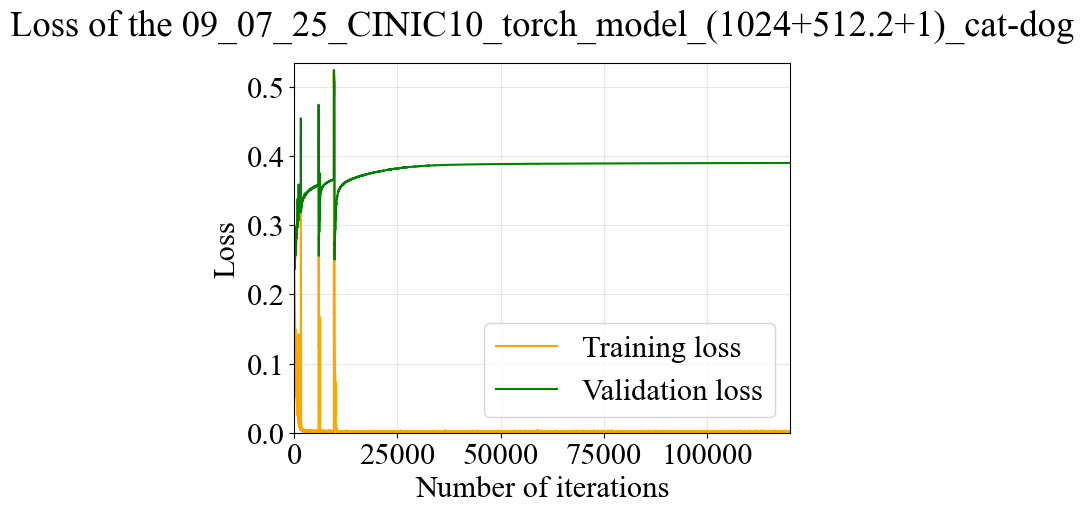 Loss of the 09_07_25_CINIC10_torch_model_(1024+512.2+1)_cat-dog
0.5
0.4
0.3
0.2
0.1
0.0
Loss
Training loss
Validation loss
0 25000 50000 75000 100000
Number of iterations